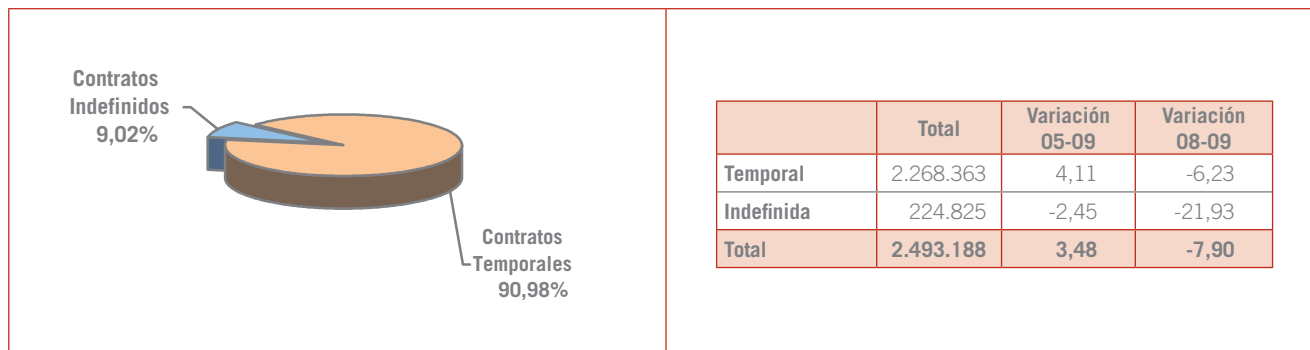 Contratos
Indefinidos
9,02%
Contratos
Temporales
90,98%
Total Variación 05-09 Variación 08-09
Temporal 2.268.363 4,11 -6,23
Indefinida 224.825 -2,45 -21,93
Total 2.493.188 3,48 -7,90